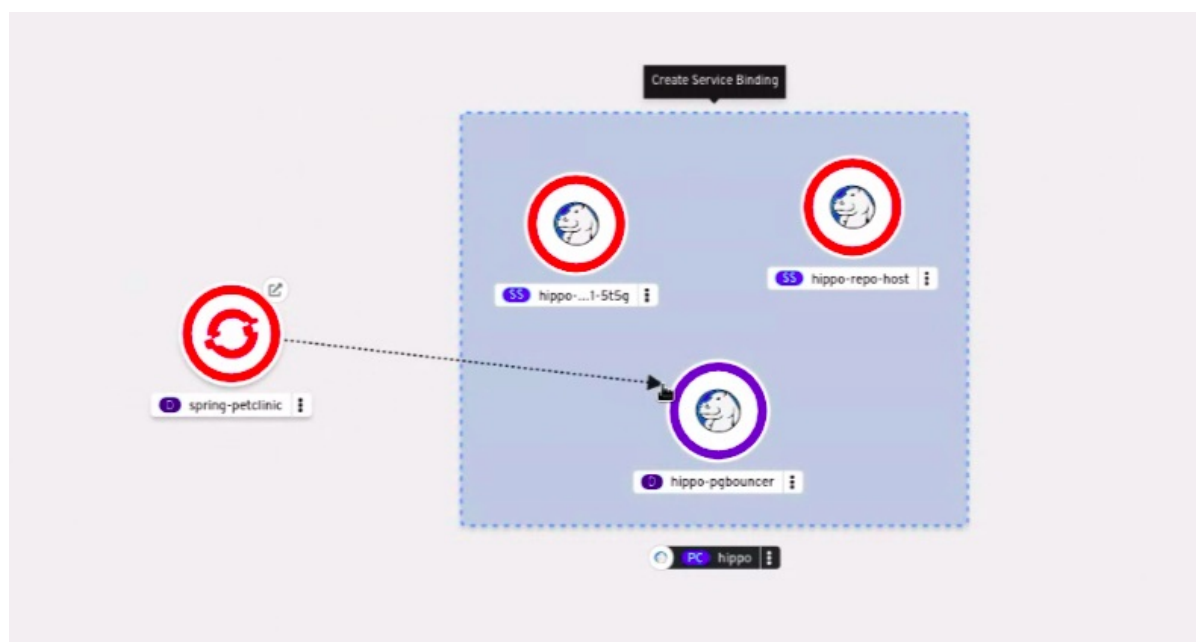 Create Service Binding
SS hippo-...1-5t5g
SS hippo-repo-host
D spring-petclinic
D hippo-pgbouncer
PC hippo